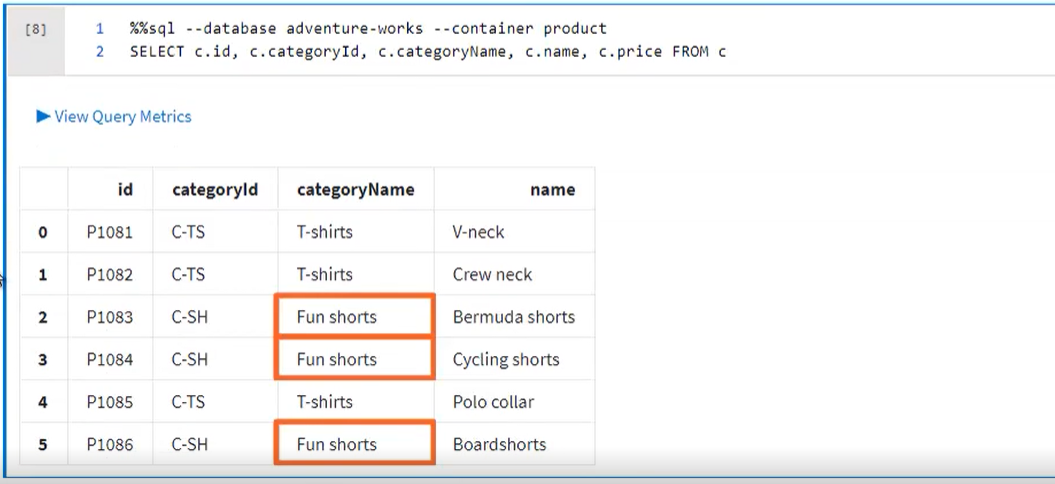 [8]
1 %%sql --database adventure-works --container product
2 SELECT c.id, c.categoryId, c.categoryName, c.name, c.price FROM c
View Query Metrics
id categoryId categoryName name
0 P1081 C-TS T-shirts V-neck
1 P1082 C-TS T-shirts Crew neck
2 P1083 C-SH Fun shorts Bermuda shorts
3 P1084 C-SH Fun shorts Cycling shorts
4 P1085 C-TS T-shirts Polo collar
5 P1086 C-SH Fun shorts Boardshorts